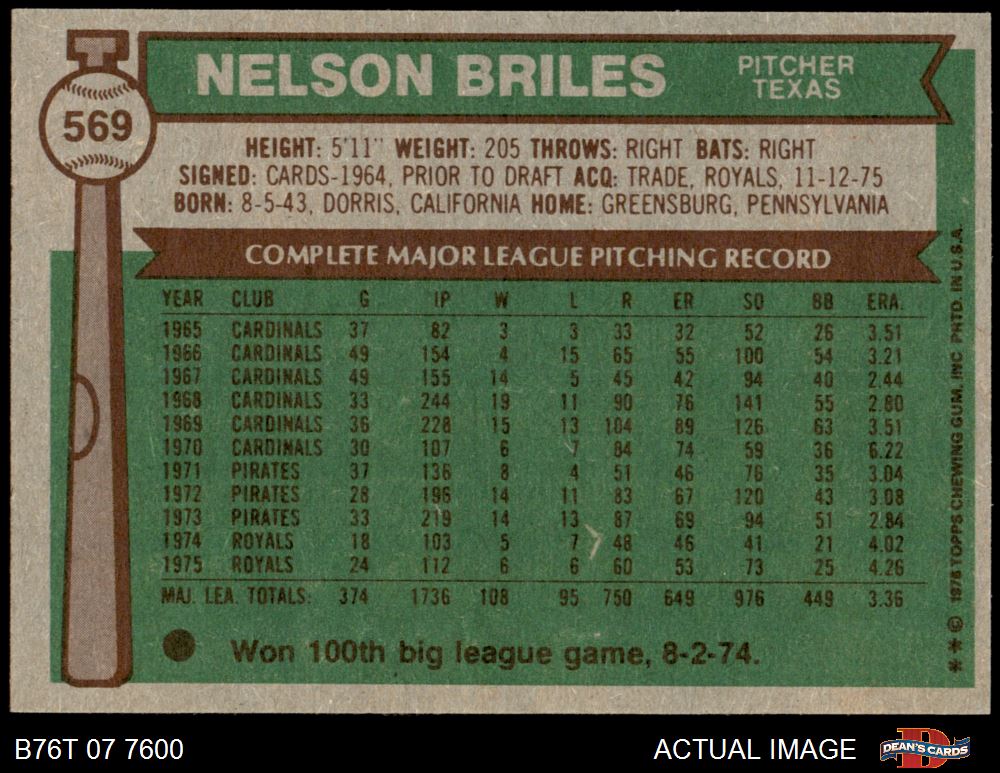 NELSON BRILES
PITCHER
TEXAS
569
HEIGHT: 5'11" WEIGHT: 205 THROWS: RIGHT BATS: RIGHT
SIGNED: CARDS-1964, PRIOR TO DRAFT ACQ: TRADE, ROYALS, 11-12-75
BORN: 8-5-43, DORRIS, CALIFORNIA HOME: GREENSBURG, PENNSYLVANIA
COMPLETE MAJOR LEAGUE PITCHING RECORD
YEAR CLUB G IP W L R ER SO BB ERA.
1965 CARDINALS 37 82 3 3 33 32 52 26 3.51
1966 CARDINALS 49 154 4 15 65 55 100 54 3.21
1967 CARDINALS 49 155 14 5 45 42 94 40 2.44
1968 CARDINALS 33 244 19 11 90 76 141 55 2.80
1969 CARDINALS 36 228 15 13 104 89 126 63 3.51
1970 CARDINALS 30 107 6 7 84 74 59 36 6.22
1971 PIRATES 37 136 8 4 51 46 76 35 3.04
1972 PIRATES 28 196 14 11 83 67 120 43 3.08
1973 PIRATES 33 219 14 13 87 69 94 51 2.84
1974 ROYALS 18 103 5 7 48 46 41 21 4.02
1975 ROYALS 24 112 6 6 60 53 73 25 4.26
MAJ. LEA. TOTALS: 374 1736 108 95 750 649 976 449 3.36
Won 100th big league game, 8-2-74.
** © 1976 TOPPS CHEWING GUM, INC PRTD. IN U.S.A.
B76T 07 7600
ACTUAL IMAGE
DEAN'S CARDS